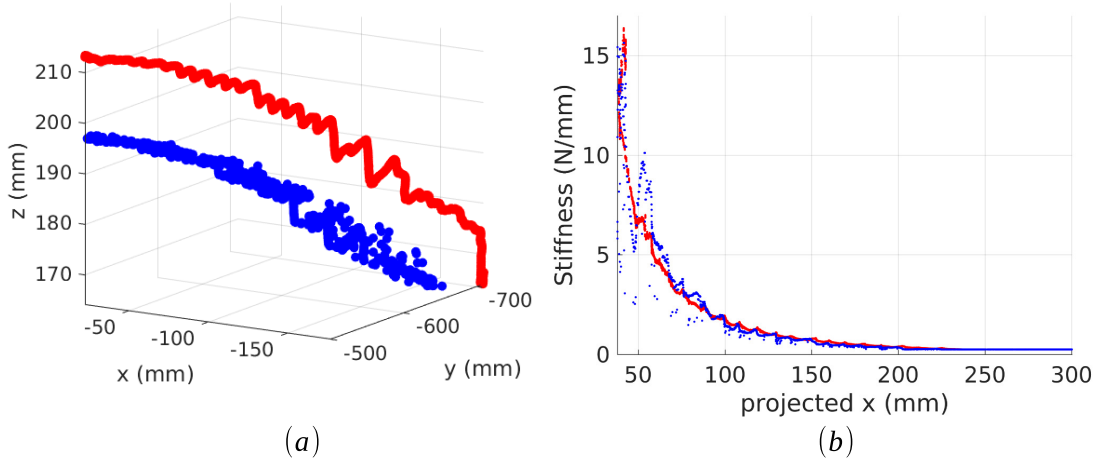 210
200
190
180
170
z (mm)
-50
-100
-150
x (mm)
-500
-600
-700
y (mm)
(a)
15
10
5
0
Stiffness (N/mm)
50 100 150 200 250 300
projected x (mm)
(b)